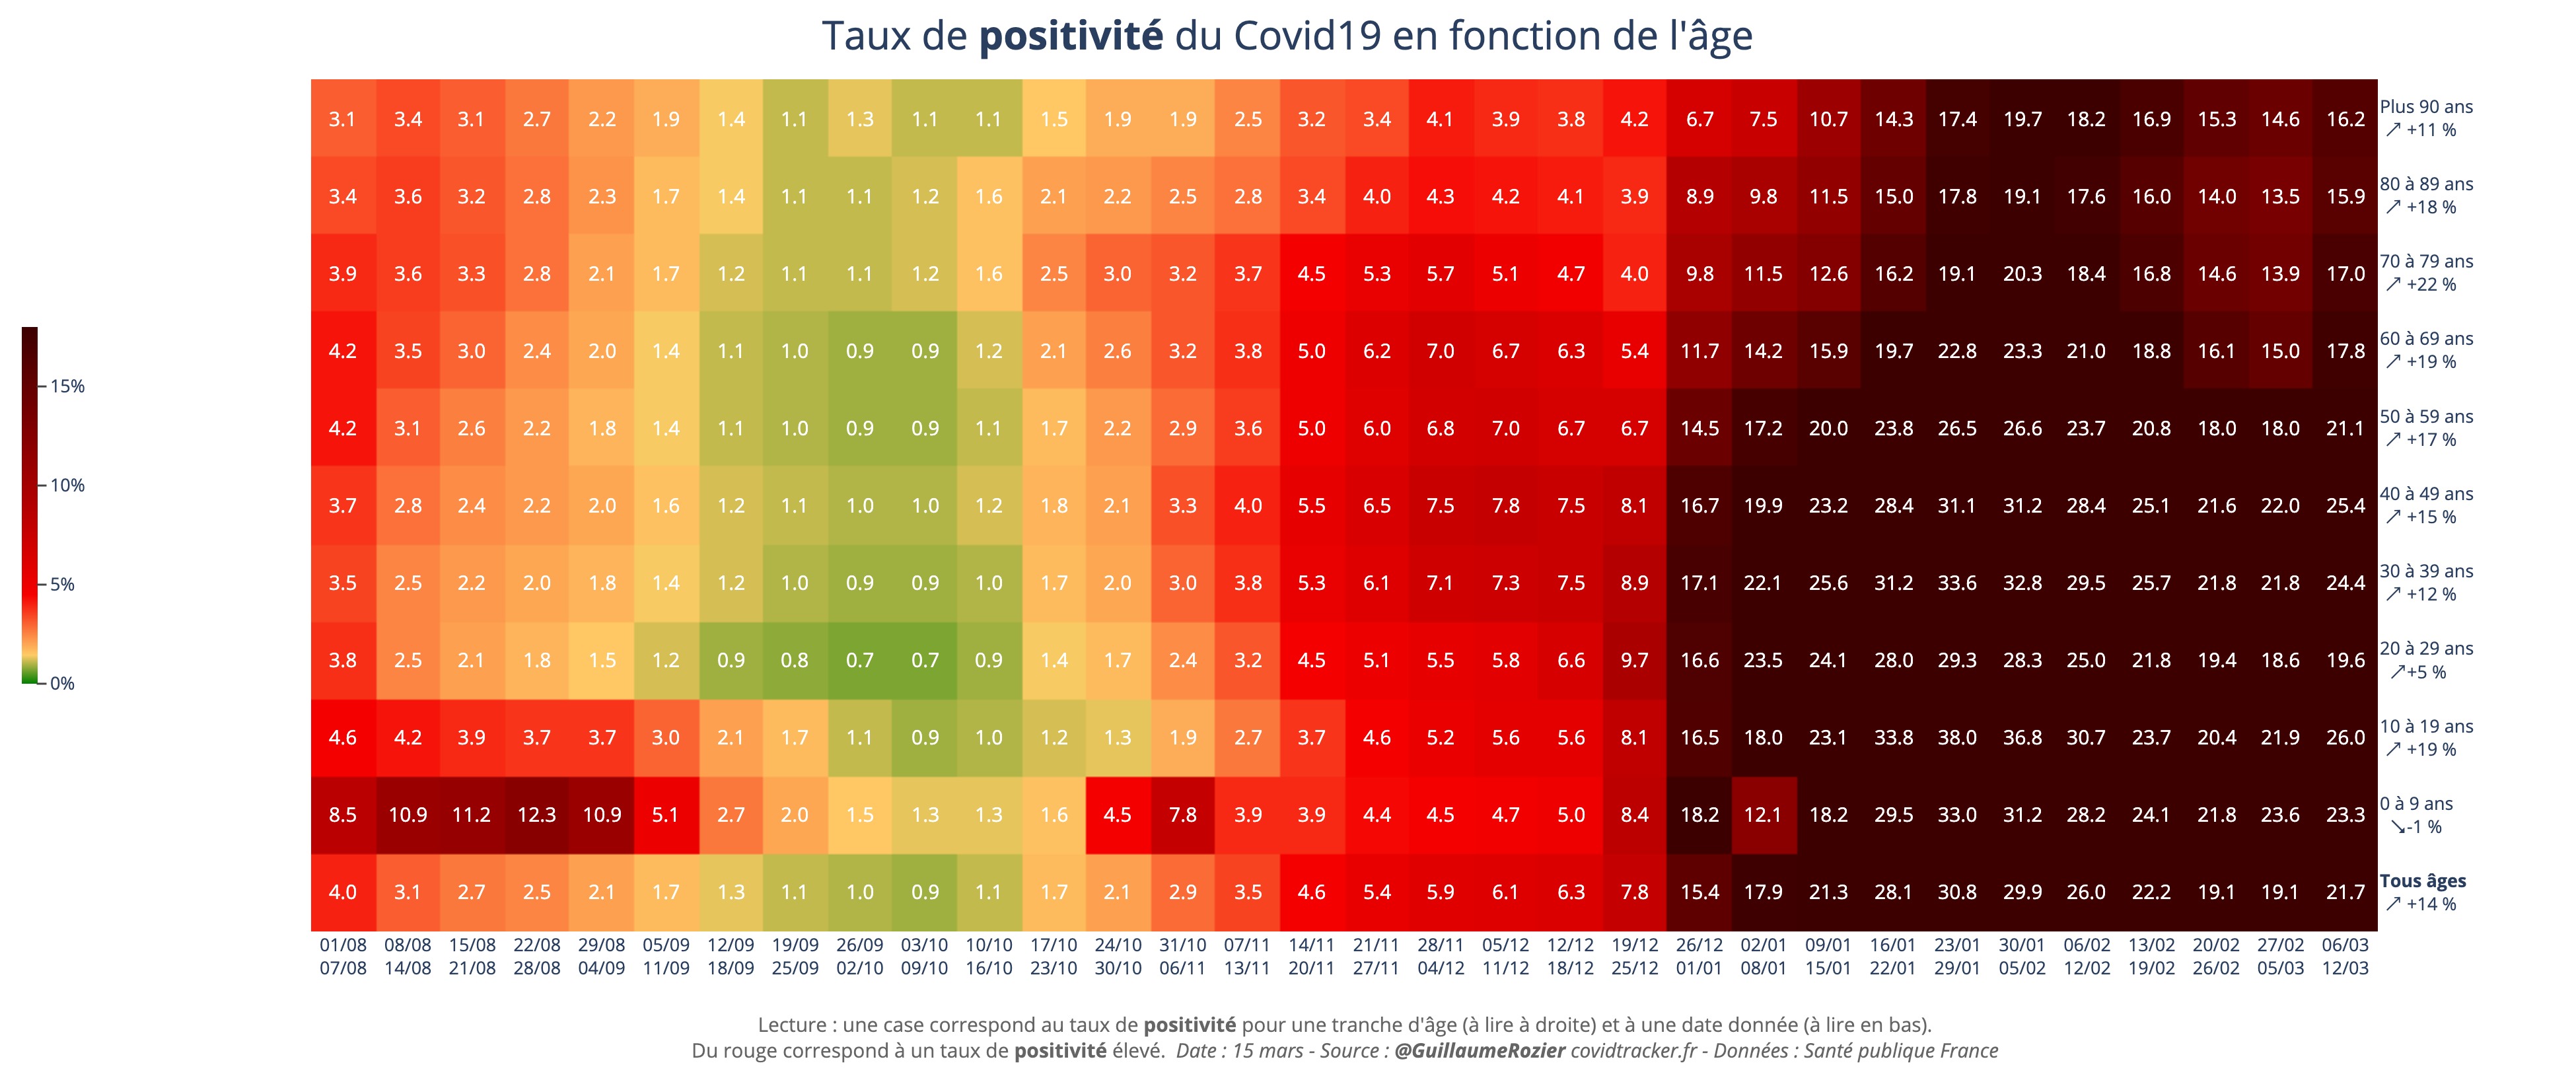 Taux de positivité du Covid19 en fonction de l'âge
3.1 3.4 3.1 2.7 2.2 1.9 1.4 1.1 1.3 1.1 1.1 1.5 1.9 1.9 2.5 3.2 3.4 4.1 3.9 3.8 4.2 6.7 7.5 10.7 14.3 17.4 19.7 18.2 16.9 15.3 14.6 16.2 Plus 90 ans
↗ +11 %
3.4 3.6 3.2 2.8 2.3 1.7 1.4 1.1 1.1 1.2 1.6 2.1 2.2 2.5 2.8 3.4 4.0 4.3 4.2 4.1 3.9 8.9 9.8 11.5 15.0 17.8 19.1 17.6 16.0 14.0 13.5 15.9 80 à 89 ans
↗ +18 %
3.9 3.6 3.3 2.8 2.1 1.7 1.2 1.1 1.1 1.2 1.6 2.5 3.0 3.2 3.7 4.5 5.3 5.7 5.1 4.7 4.0 9.8 11.5 12.6 16.2 19.1 20.3 18.4 16.8 14.6 13.9 17.0 70 à 79 ans
↗ +22 %
4.2 3.5 3.0 2.4 2.0 1.4 1.1 1.0 0.9 0.9 1.2 2.1 2.6 3.2 3.8 5.0 6.2 7.0 6.7 6.3 5.4 11.7 14.2 15.9 19.7 22.8 23.3 21.0 18.8 16.1 15.0 17.8 60 à 69 ans
↗ +19 %
15%
4.2 3.1 2.6 2.2 1.8 1.4 1.1 1.0 0.9 0.9 1.1 1.7 2.2 2.9 3.6 5.0 6.0 6.8 7.0 6.7 6.7 14.5 17.2 20.0 23.8 26.5 26.6 23.7 20.8 18.0 18.0 21.1 50 à 59 ans
↗ +17 %
10%
3.7 2.8 2.4 2.2 2.0 1.6 1.2 1.1 1.0 1.0 1.2 1.8 2.1 3.3 4.0 5.5 6.5 7.5 7.8 7.5 8.1 16.7 19.9 23.2 28.4 31.1 31.2 28.4 25.1 21.6 22.0 25.4 40 à 49 ans
↗ +15 %
5%
3.5 2.5 2.2 2.0 1.8 1.4 1.2 1.0 0.9 0.9 1.0 1.7 2.0 3.0 3.8 5.3 6.1 7.1 7.3 7.5 8.9 17.1 22.1 25.6 31.2 33.6 32.8 29.5 25.7 21.8 21.8 24.4 30 à 39 ans
↗ +12 %
3.8 2.5 2.1 1.8 1.5 1.2 0.9 0.8 0.7 0.7 0.9 1.4 1.7 2.4 3.2 4.5 5.1 5.5 5.8 6.6 9.7 16.6 23.5 24.1 28.0 29.3 28.3 25.0 21.8 19.4 18.6 19.6 20 à 29 ans
↗+5 %
0%
4.6 4.2 3.9 3.7 3.7 3.0 2.1 1.7 1.1 0.9 1.0 1.2 1.3 1.9 2.7 3.7 4.6 5.2 5.6 5.6 8.1 16.5 18.0 23.1 33.8 38.0 36.8 30.7 23.7 20.4 21.9 26.0 10 à 19 ans
↗ +19 %
8.5 10.9 11.2 12.3 10.9 5.1 2.7 2.0 1.5 1.3 1.3 1.6 4.5 7.8 3.9 3.9 4.4 4.5 4.7 5.0 8.4 18.2 12.1 18.2 29.5 33.0 31.2 28.2 24.1 21.8 23.6 23.3 0 à 9 ans
↘-1 %
4.0 3.1 2.7 2.5 2.1 1.7 1.3 1.1 1.0 0.9 1.1 1.7 2.1 2.9 3.5 4.6 5.4 5.9 6.1 6.3 7.8 15.4 17.9 21.3 28.1 30.8 29.9 26.0 22.2 19.1 19.1 21.7 Tous âges
↗ +14 %
01/08 08/08 15/08 22/08 29/08 05/09 12/09 19/09 26/09 03/10 10/10 17/10 24/10 31/10 07/11 14/11 21/11 28/11 05/12 12/12 19/12 26/12 02/01 09/01 16/01 23/01 30/01 06/02 13/02 20/02 27/02 06/03
07/08 14/08 21/08 28/08 04/09 11/09 18/09 25/09 02/10 09/10 16/10 23/10 30/10 06/11 13/11 20/11 27/11 04/12 11/12 18/12 25/12 01/01 08/01 15/01 22/01 29/01 05/02 12/02 19/02 26/02 05/03 12/03
Lecture : une case correspond au taux de positivité pour une tranche d'âge (à lire à droite) et à une date donnée (à lire en bas).
Du rouge correspond à un taux de positivité élevé. Date : 15 mars - Source : @GuillaumeRozier covidtracker.fr - Données : Santé publique France